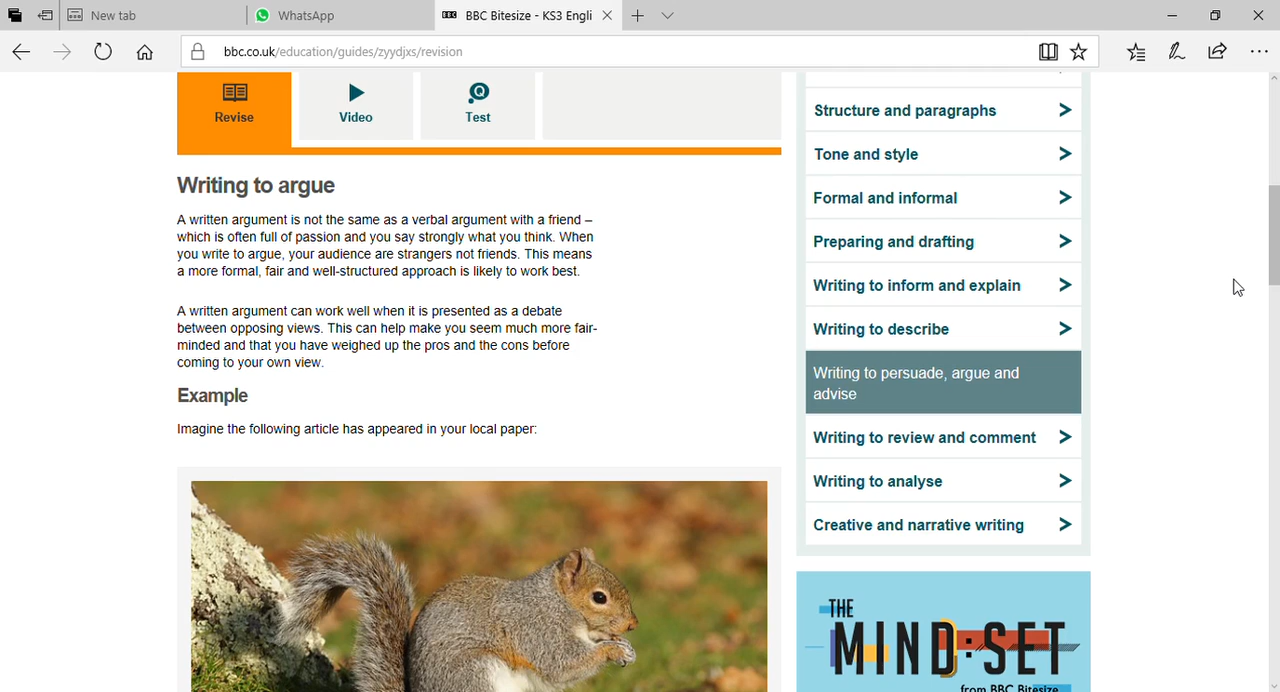 New tab
WhatsApp
BBC Bitesize - KS3 Engli
bbc.co.uk/education/guides/zyydjxs/revision
Revise
Video
Test
Writing to argue
A written argument is not the same as a verbal argument with a friend –
which is often full of passion and you say strongly what you think. When
you write to argue, your audience are strangers not friends. This means
a more formal, fair and well-structured approach is likely to work best.
A written argument can work well when it is presented as a debate
between opposing views. This can help make you seem much more fair-
minded and that you have weighed up the pros and the cons before
coming to your own view.
Example
Imagine the following article has appeared in your local paper:
Structure and paragraphs
Tone and style
Formal and informal
Preparing and drafting
Writing to inform and explain
Writing to describe
Writing to persuade, argue and
advise
Writing to review and comment
Writing to analyse
Creative and narrative writing
THE
MIND:SET
from BBC Bitesize